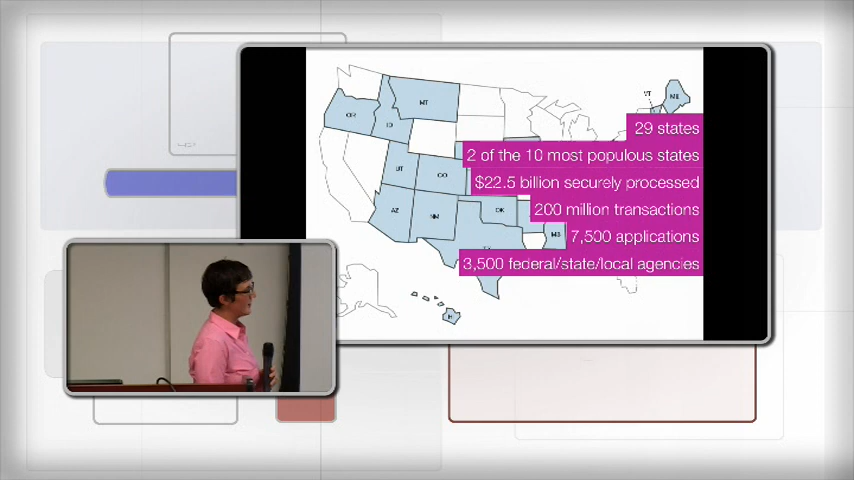 MT
VT
ME
OR
ID
29 states
2 of the 10 most populous states
UT
CO
$22.5 billion securely processed
AZ
NM
OK
200 million transactions
MS
7,500 applications
3,500 federal/state/local agencies
HI